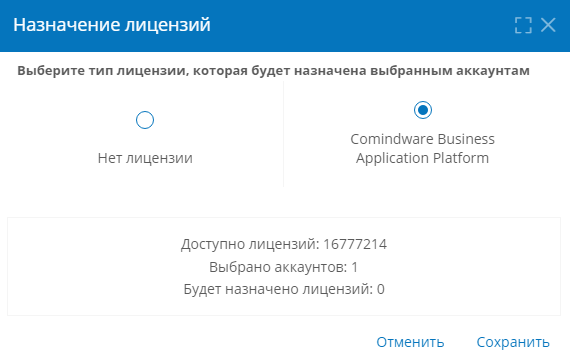 Назначение лицензий
Выберите тип лицензии, которая будет назначена выбранным аккаунтам
Нет лицензии
Comindware Business
Application Platform
Доступно лицензий: 16777214
Выбрано аккаунтов: 1
Будет назначено лицензий: 0
Отменить
Сохранить